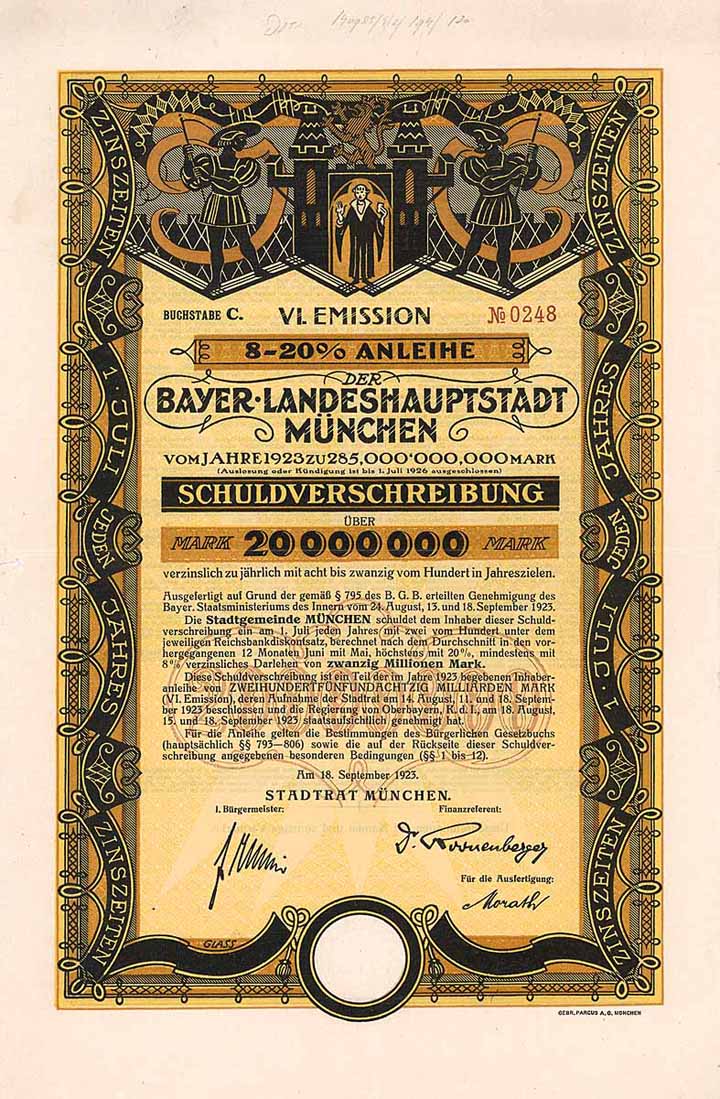 ZINSZEITEN
1. JULI
JEDEN
JAHRES
ZINSZEITEN
ZINSZEITEN
JAHRES
JEDEN
1. JULI
ZINSZEITEN
BUCHSTABE C. VI. EMISSION № 0248
8-20% ANLEIHE
DER
BAYER·LANDESHAUPTSTADT
MÜNCHEN
VOM JAHRE 1923 ZU 285,000'000,000 MARK
(Auslosung oder Kündigung ist bis 1. Juli 1926 ausgeschlossen)
SCHULDVERSCHREIBUNG
ÜBER
MARK 20000000 MARK
verzinslich zu jährlich mit acht bis zwanzig vom Hundert in Jahreszielen.
Ausgefertigt auf Grund der gemäß § 795 des B. G. B. erteilten Genehmigung des
Bayer. Staatsministeriums des Innern vom 24. August, 13. und 18. September 1923.
Die Stadtgemeinde MÜNCHEN schuldet dem Inhaber dieser Schuld-
verschreibung ein am 1. Juli jeden Jahres mit zwei vom Hundert unter dem
jeweiligen Reichsbankdiskontsatz, berechnet nach dem Durchschnitt in den vor-
hergegangenen 12 Monaten Juni mit Mai, höchstens mit 20%, mindestens mit
8% verzinsliches Darlehen von zwanzig Millionen Mark.
Diese Schuldverschreibung ist ein Teil der im Jahre 1923 begebenen Inhaber-
anleihe von ZWEIHUNDERTFÜNFUNDACHTZIG MILLIARDEN MARK
(VI. Emission), deren Aufnahme der Stadtrat am 14. August, 11. und 18. Septem-
ber 1923 beschlossen und die Regierung von Oberbayern, K. d. I., am 18. August,
15. und 18. September 1923 staatsaufsichtlich genehmigt hat.
Für die Anleihe gelten die Bestimmungen des Bürgerlichen Gesetzbuchs
(hauptsächlich §§ 793—806) sowie die auf der Rückseite dieser Schuldver-
schreibung angegebenen besonderen Bedingungen (§§ 1 bis 12).
Am 18. September 1923.
STADTRAT MÜNCHEN.
I. Bürgermeister: Finanzreferent:
Für die Ausfertigung:
Morath
GLASS
GEBR. PARCUS A. G. MÜNCHEN